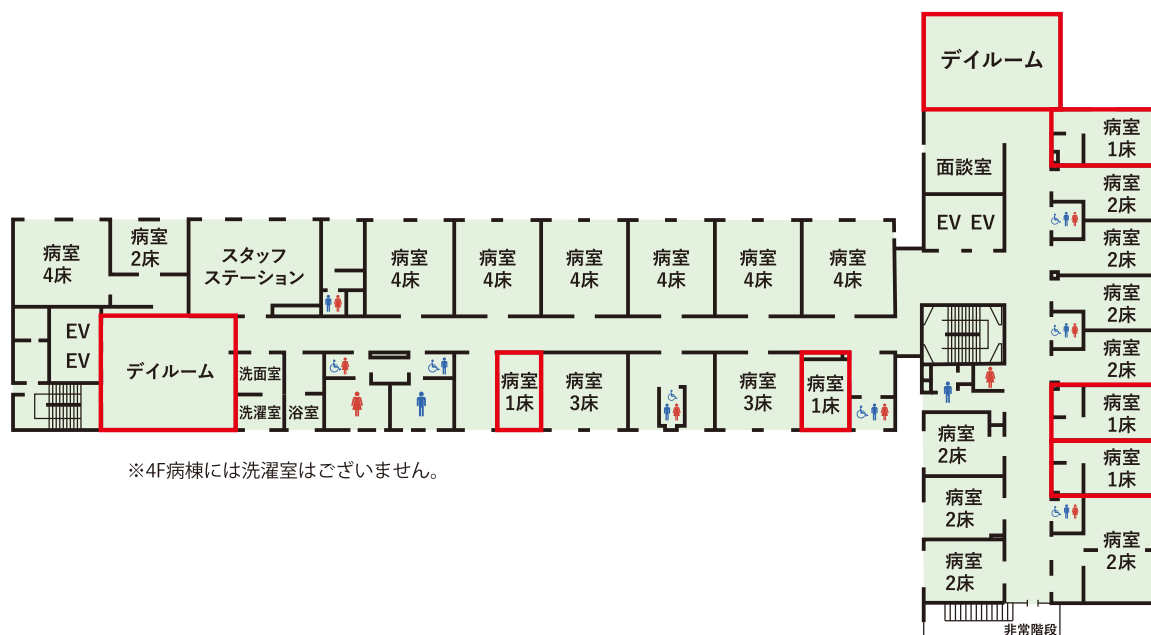 デイルーム
病室
1床
面談室
病室
2床
EV EV
病室
2床
病室
2床
病室
2床
病室
1床
病室
1床
病室
2床
病室
2床
病室
2床
病室
2床
非常階段
病室
4床
病室
2床
スタッフ
ステーション
病室
4床
病室
4床
病室
4床
病室
4床
病室
4床
病室
4床
EV
EV
デイルーム
洗面室
洗濯室
浴室
病室
1床
病室
3床
病室
3床
病室
1床
※4F病棟には洗濯室はございません。